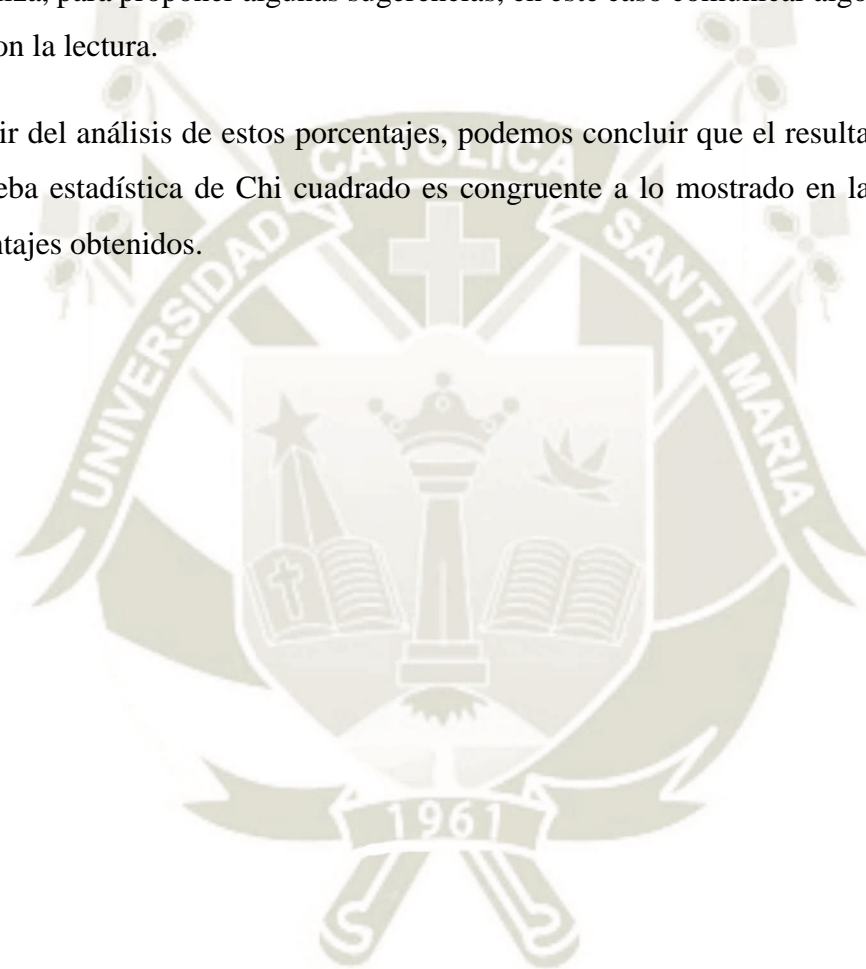 para proponer algunas sugerencias, en este caso comunicar algo
on la lectura.
ir del análisis de estos porcentajes, podemos concluir que el resulta
eba estadística de Chi cuadrado es congruente a lo mostrado en la
ntajes obtenidos.
UNIVERSIDAD CATOLICA SANTA MARIA
1961